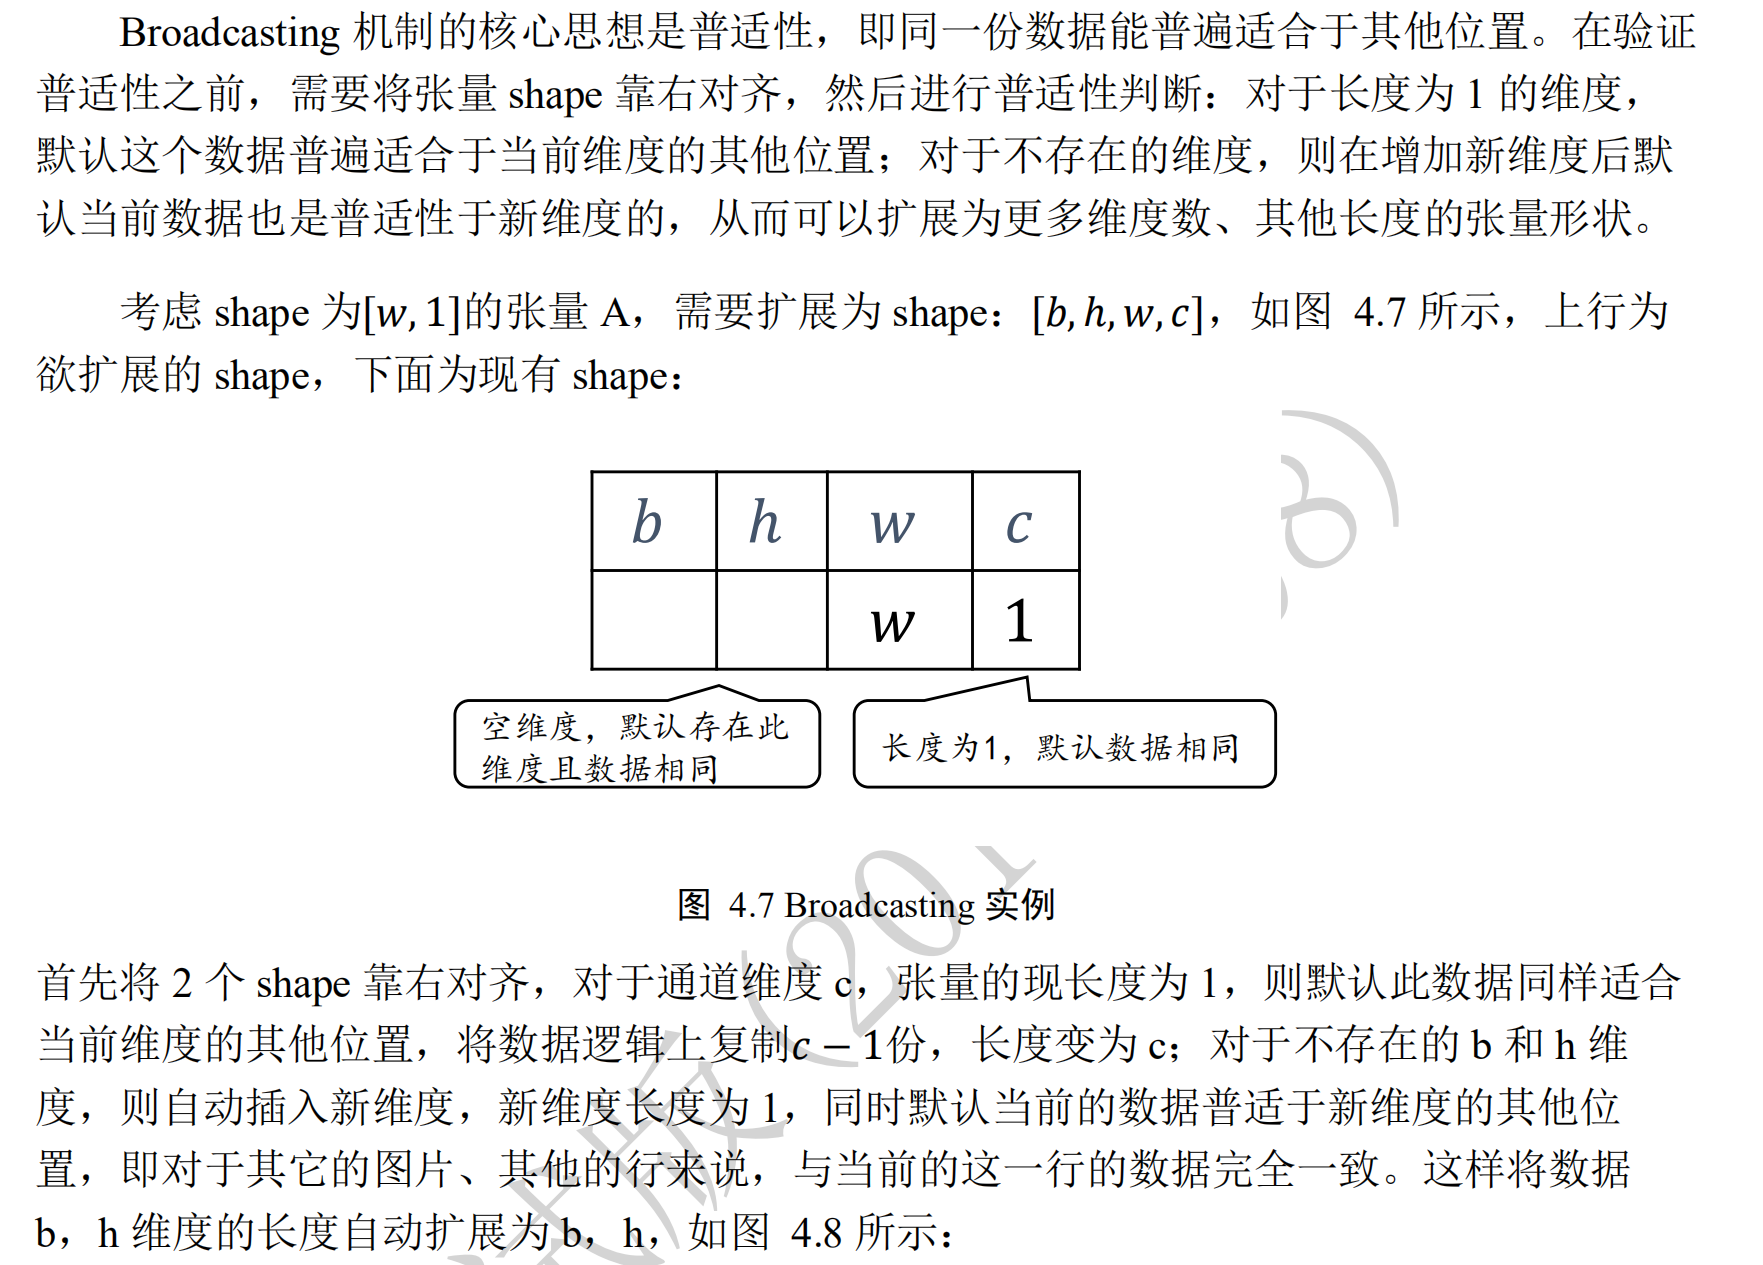 Broadcasting 机制的核心思想是普适性，即同一份数据能普遍适合于其他位置。在验证
普适性之前，需要将张量 shape 靠右对齐，然后进行普适性判断：对于长度为 1 的维度，
默认这个数据普遍适合于当前维度的其他位置；对于不存在的维度，则在增加新维度后默
认当前数据也是普适性于新维度的，从而可以扩展为更多维度数、其他长度的张量形状。
考虑 shape 为[w, 1]的张量 A，需要扩展为 shape：[b, h, w, c]，如图 4.7 所示，上行为
欲扩展的 shape，下面为现有 shape：
b h w c
w 1
空维度，默认存在此
维度且数据相同
长度为1，默认数据相同
图 4.7 Broadcasting 实例
首先将 2 个 shape 靠右对齐，对于通道维度 c，张量的现长度为 1，则默认此数据同样适合
当前维度的其他位置，将数据逻辑上复制c − 1份，长度变为 c；对于不存在的 b 和 h 维
度，则自动插入新维度，新维度长度为 1，同时默认当前的数据普适于新维度的其他位
置，即对于其它的图片、其他的行来说，与当前的这一行的数据完全一致。这样将数据
b，h 维度的长度自动扩展为 b，h，如图 4.8 所示：
试版（201